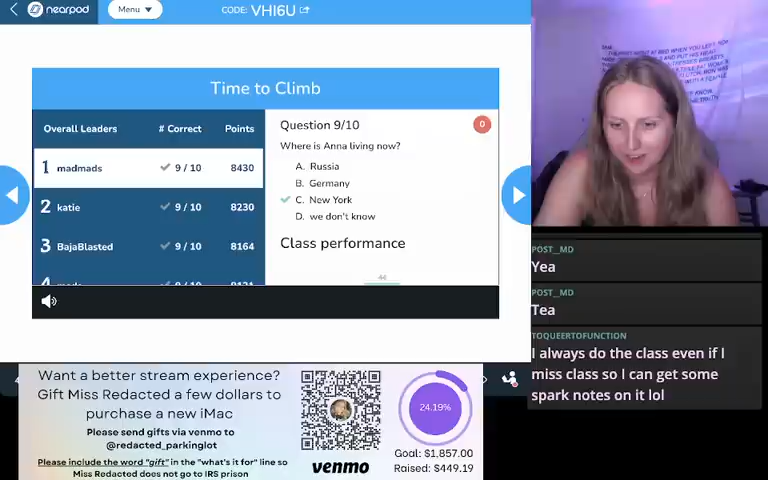 nearpod
Menu
CODE: VHI6U
Time to Climb
Overall Leaders # Correct Points
1 madmads 9 / 10 8430
2 katie 9 / 10 8230
3 BajaBlasted 9 / 10 8164
Question 9/10
0
Where is Anna living now?
A. Russia
B. Germany
C. New York
D. we don't know
Class performance
POST_MD
Yea
POST_MD
Tea
TOQUEERTOFUNCTION
I always do the class even if I
miss class so I can get some
spark notes on it lol
Want a better stream experience?
Gift Miss Redacted a few dollars to
purchase a new iMac
Please send gifts via venmo to
@redacted_parkinglot
Please include the word "gift" in the "what's it for" line so
Miss Redacted does not go to IRS prison
venmo
24.19%
Goal: $1,857.00
Raised: $449.19